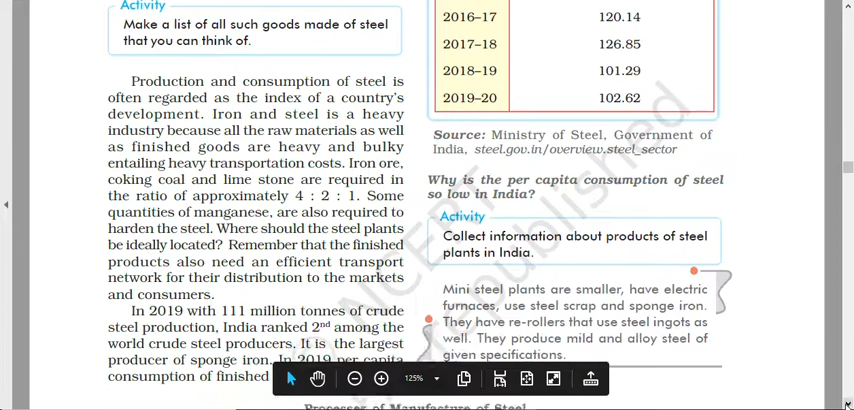 Activity
Make a list of all such goods made of steel
that you can think of.
Production and consumption of steel is
often regarded as the index of a country's
development. Iron and steel is a heavy
industry because all the raw materials as well
as finished goods are heavy and bulky
entailing heavy transportation costs. Iron ore,
coking coal and lime stone are required in
the ratio of approximately 4 : 2 : 1. Some
quantities of manganese, are also required to
harden the steel. Where should the steel plants
be ideally located? Remember that the finished
products also need an efficient transport
network for their distribution to the markets
and consumers.
In 2019 with 111 million tonnes of crude
steel production, India ranked 2nd among the
world crude steel producers. It is the largest
producer of sponge iron. In 2019 per capita
consumption of finished
2016–17 120.14
2017–18 126.85
2018–19 101.29
2019–20 102.62
Source: Ministry of Steel, Government of
India, steel.gov.in/overview.steel_sector
Why is the per capita consumption of steel
so low in India?
Activity
Collect information about products of steel
plants in India.
Mini steel plants are smaller, have electric
furnaces, use steel scrap and sponge iron.
They have re-rollers that use steel ingots as
well. They produce mild and alloy steel of
given specifications.
125%
Processes of Manufacture of Steel
© NCERT
republished